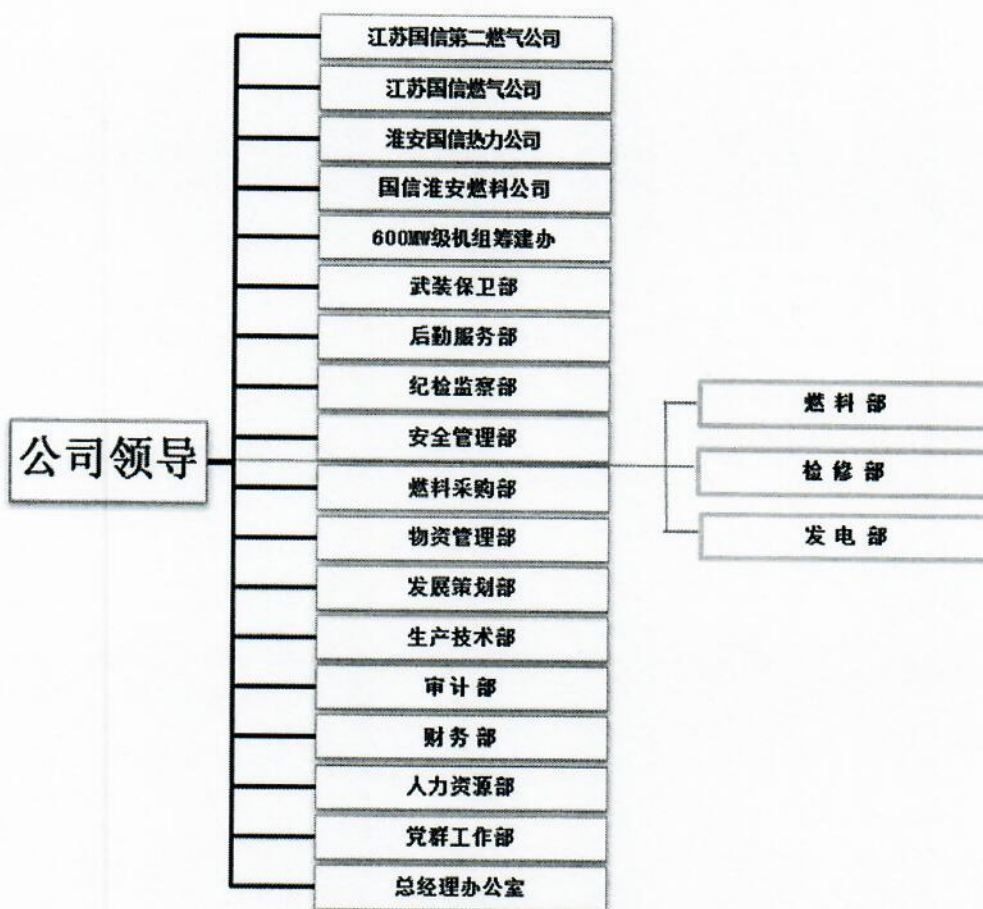 江苏国信第二燃气公司
江苏国信燃气公司
淮安国信热力公司
国信淮安燃料公司
600MW级机组筹建办
武装保卫部
后勤服务部
纪检监察部
安全管理部
燃料采购部
物资管理部
发展策划部
生产技术部
审计部
财务部
人力资源部
党群工作部
总经理办公室
公司领导
燃料部
检修部
发电部